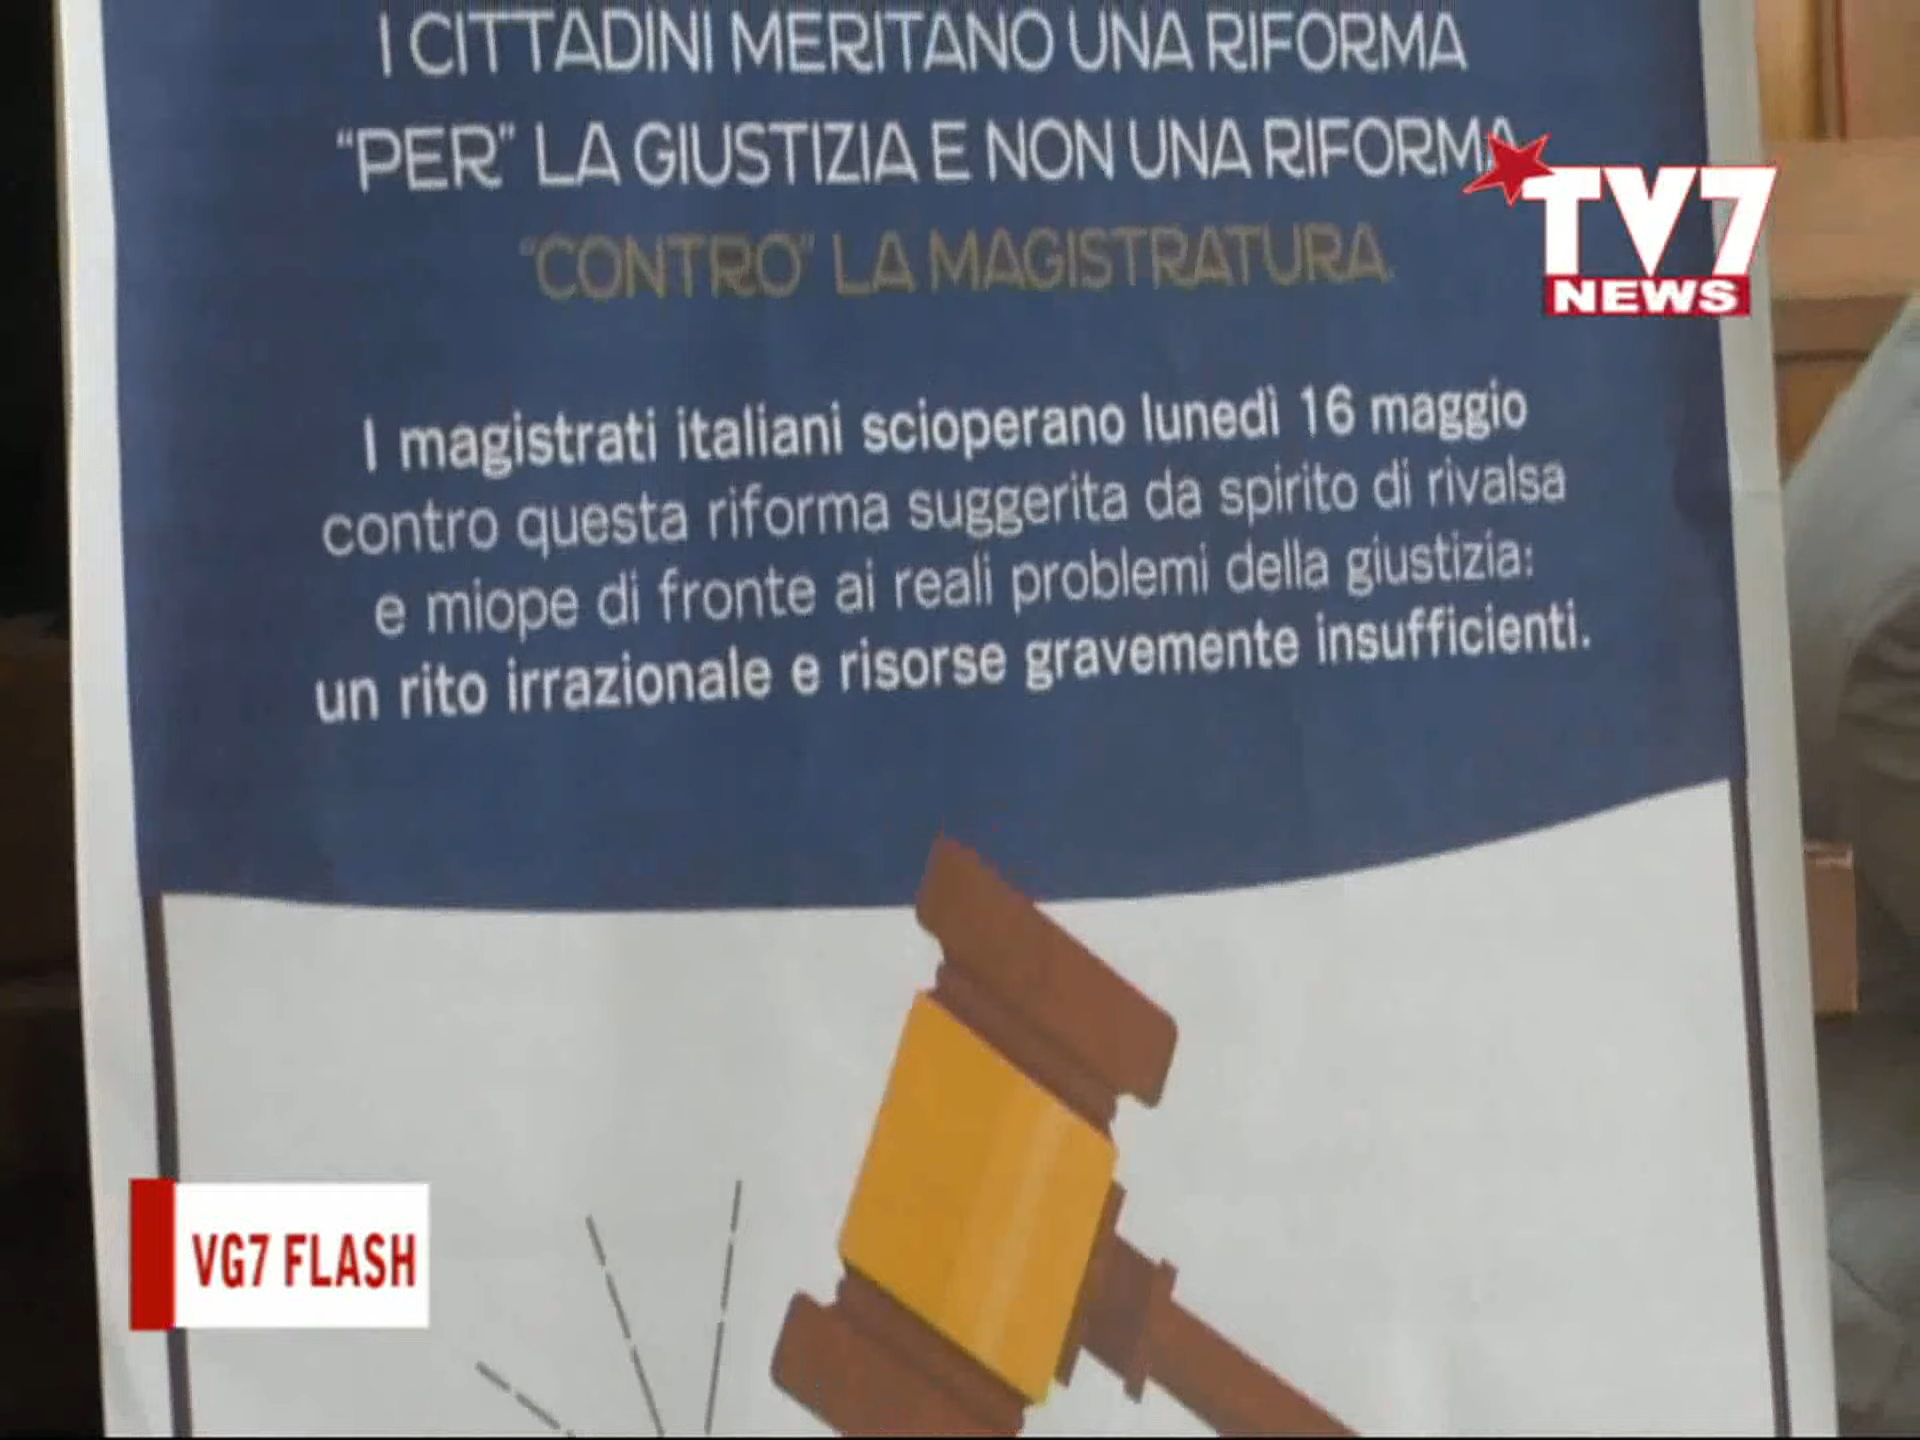 I CITTADINI MERITANO UNA RIFORMA
“PER” LA GIUSTIZIA E NON UNA RIFORMA
“CONTRO” LA MAGISTRATURA.
TV7
NEWS
I magistrati italiani scioperano lunedì 16 maggio
contro questa riforma suggerita da spirito di rivalsa
e miope di fronte ai reali problemi della giustizia:
un rito irrazionale e risorse gravemente insufficienti.
VG7 FLASH